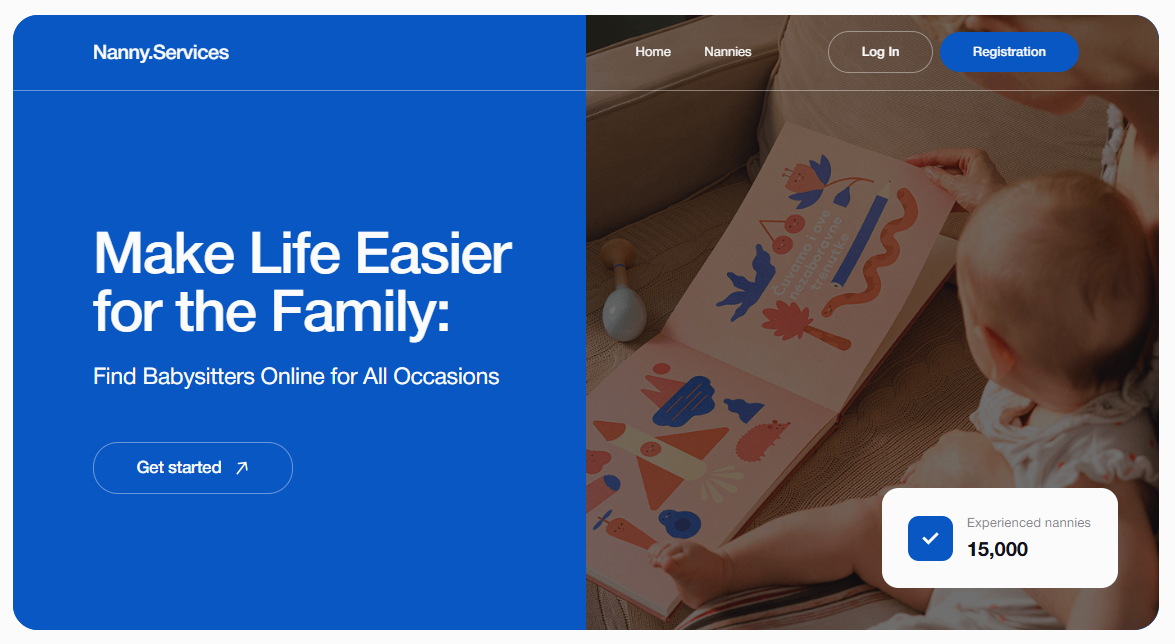 Nanny.Services
Home
Nannies
Log In
Registration
Make Life Easier
for the Family:
Find Babysitters Online for All Occasions
Get started
Čuvamo i ove
nezaboravne
trenutke
Experienced nannies
15,000